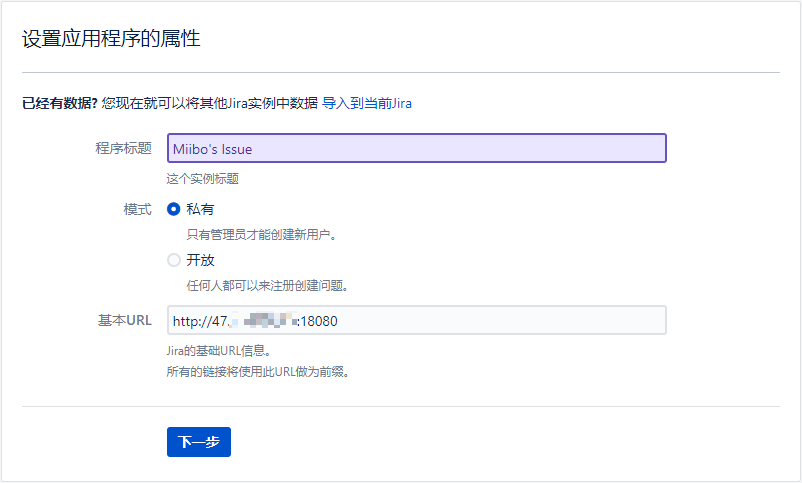 设置应用程序的属性
已经有数据? 您现在就可以将其他Jira实例中数据 导入到当前Jira
程序标题 Miibo's Issue
这个实例标题
模式 私有
只有管理员才能创建新用户。
开放
任何人都可以来注册创建问题。
基本URL http://47. :18080
Jira的基础URL信息。
所有的链接将使用此URL做为前缀。
下一步